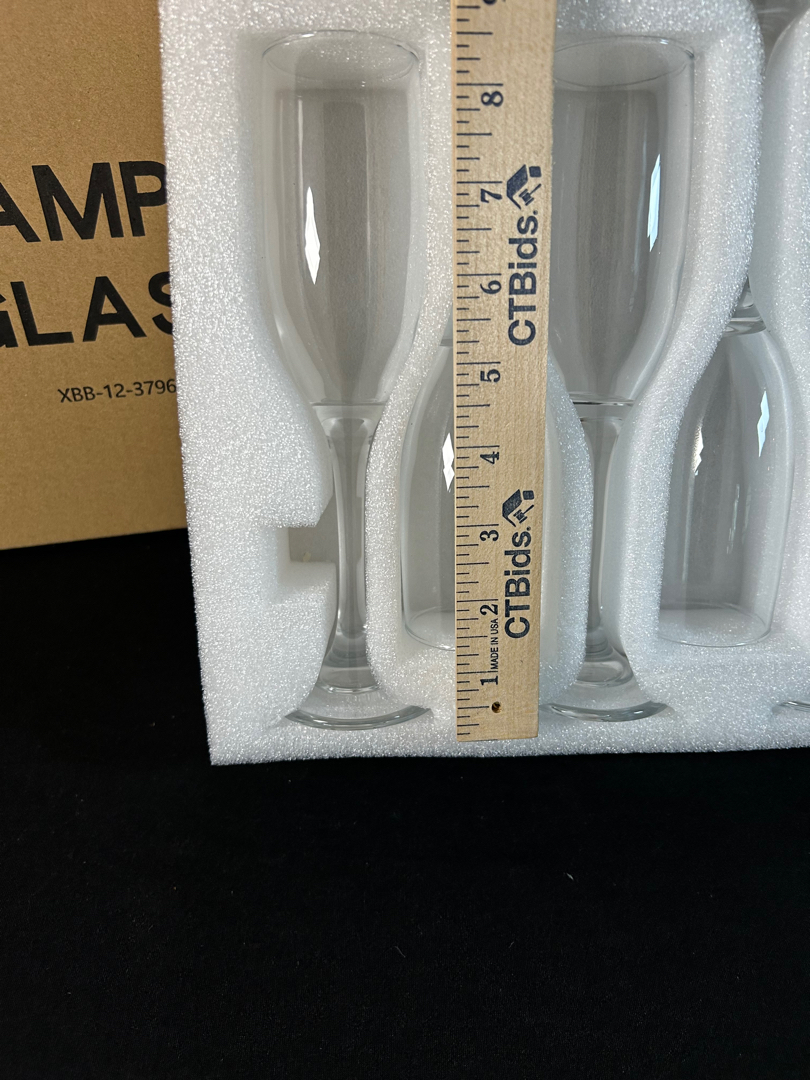 AMP
GLAS
XBB-12-3796
8
7
CTBids.
6
5
4
3
CTBids.
2
MADE IN USA
1